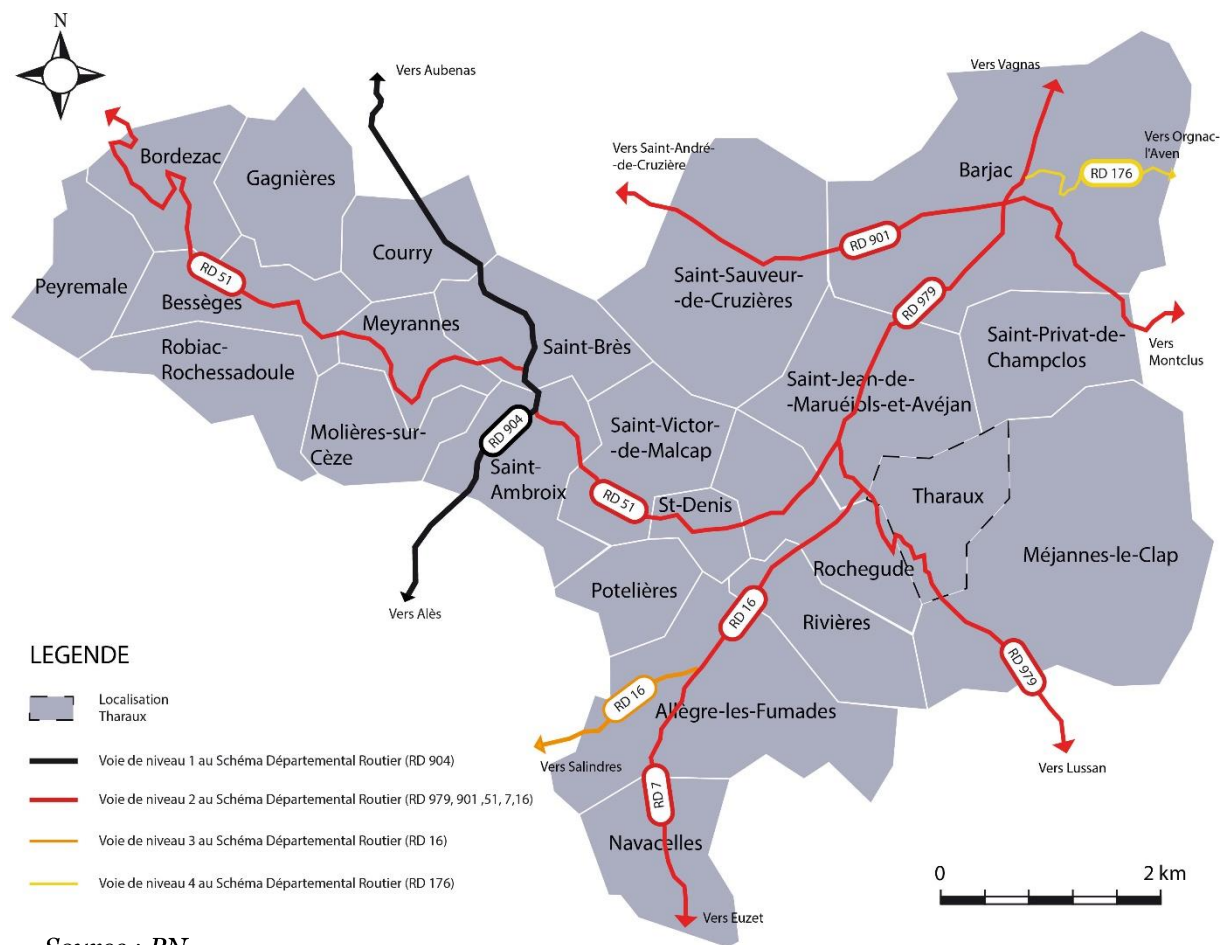 N
Vers Aubenas
Vers Vagnas
Vers Orgnac-
l'Aven
Vers Saint-André-
-de-Cruzière
Bordezac
Gagnières
Barjac
RD 176
RD 901
Courry
Peyremale
RD 51
Bessèges
Saint-Sauveur-
-de-Cruzières
RD 979
Meyrannes
Saint-Brès
Robiac-
Rochessadoule
Saint-Privat-de-
Champclos
Vers
Montclus
Saint-Jean-de-
-Maruéjols-et-Avéjan
Molières-sur-
Cèze
RD 904
Saint-Victor-
-de-Malcap
Saint-
Ambroix
RD 51
St-Denis
Tharaux
Méjannes-le-Clap
Rochegude
Potelières
RD 16
Rivières
Vers Alès
RD 979
RD 16
Allègre-les-Fumades
Vers Salindres
Vers Lussan
RD 7
Navacelles
Vers Euzet
LEGENDE
Localisation
Tharaux
Voie de niveau 1 au Schéma Départemental Routier (RD 904)
Voie de niveau 2 au Schéma Départemental Routier (RD 979, 901 ,51, 7,16)
Voie de niveau 3 au Schéma Départemental Routier (RD 16)
Voie de niveau 4 au Schéma Départemental Routier (RD 176)
0 2 km
Source : PN